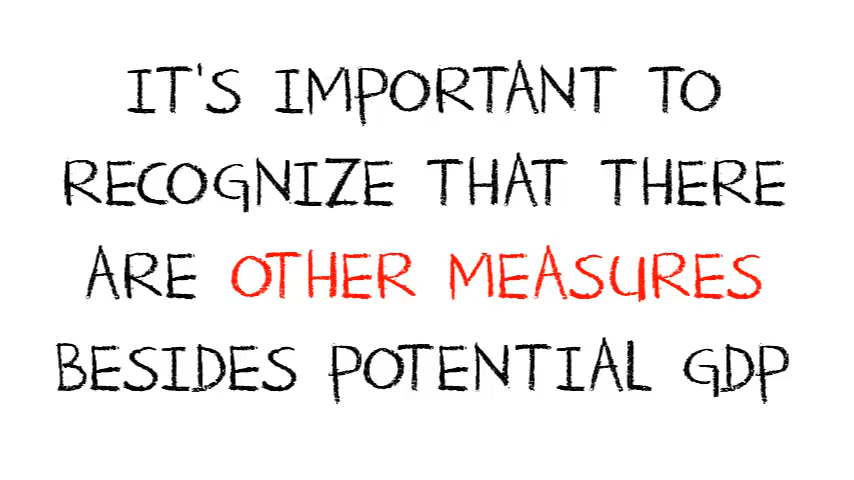 IT'S IMPORTANT TO
RECOGNIZE THAT THERE
ARE OTHER MEASURES
BESIDES POTENTIAL GDP